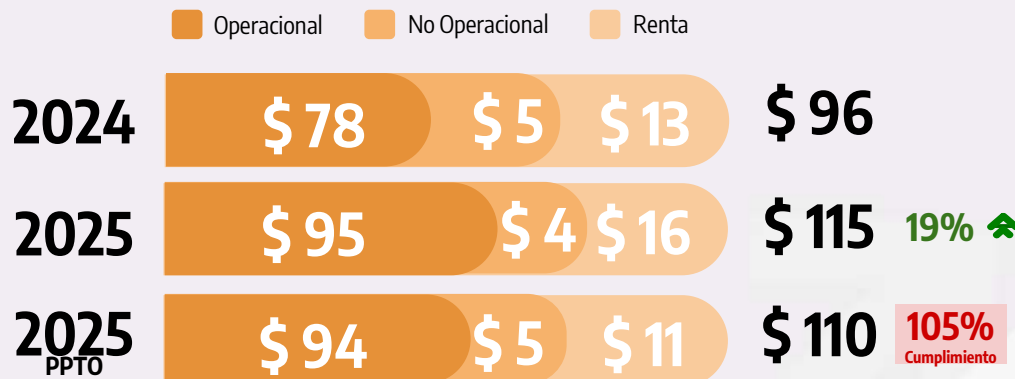 Operacional No Operacional Renta
2024 $ 78 $ 5 $ 13 $ 96
2025 $ 95 $ 4 $ 16 $ 115 19%
2025 $ 94 $ 5 $ 11 $ 110 105%
PPTO Cumplimiento